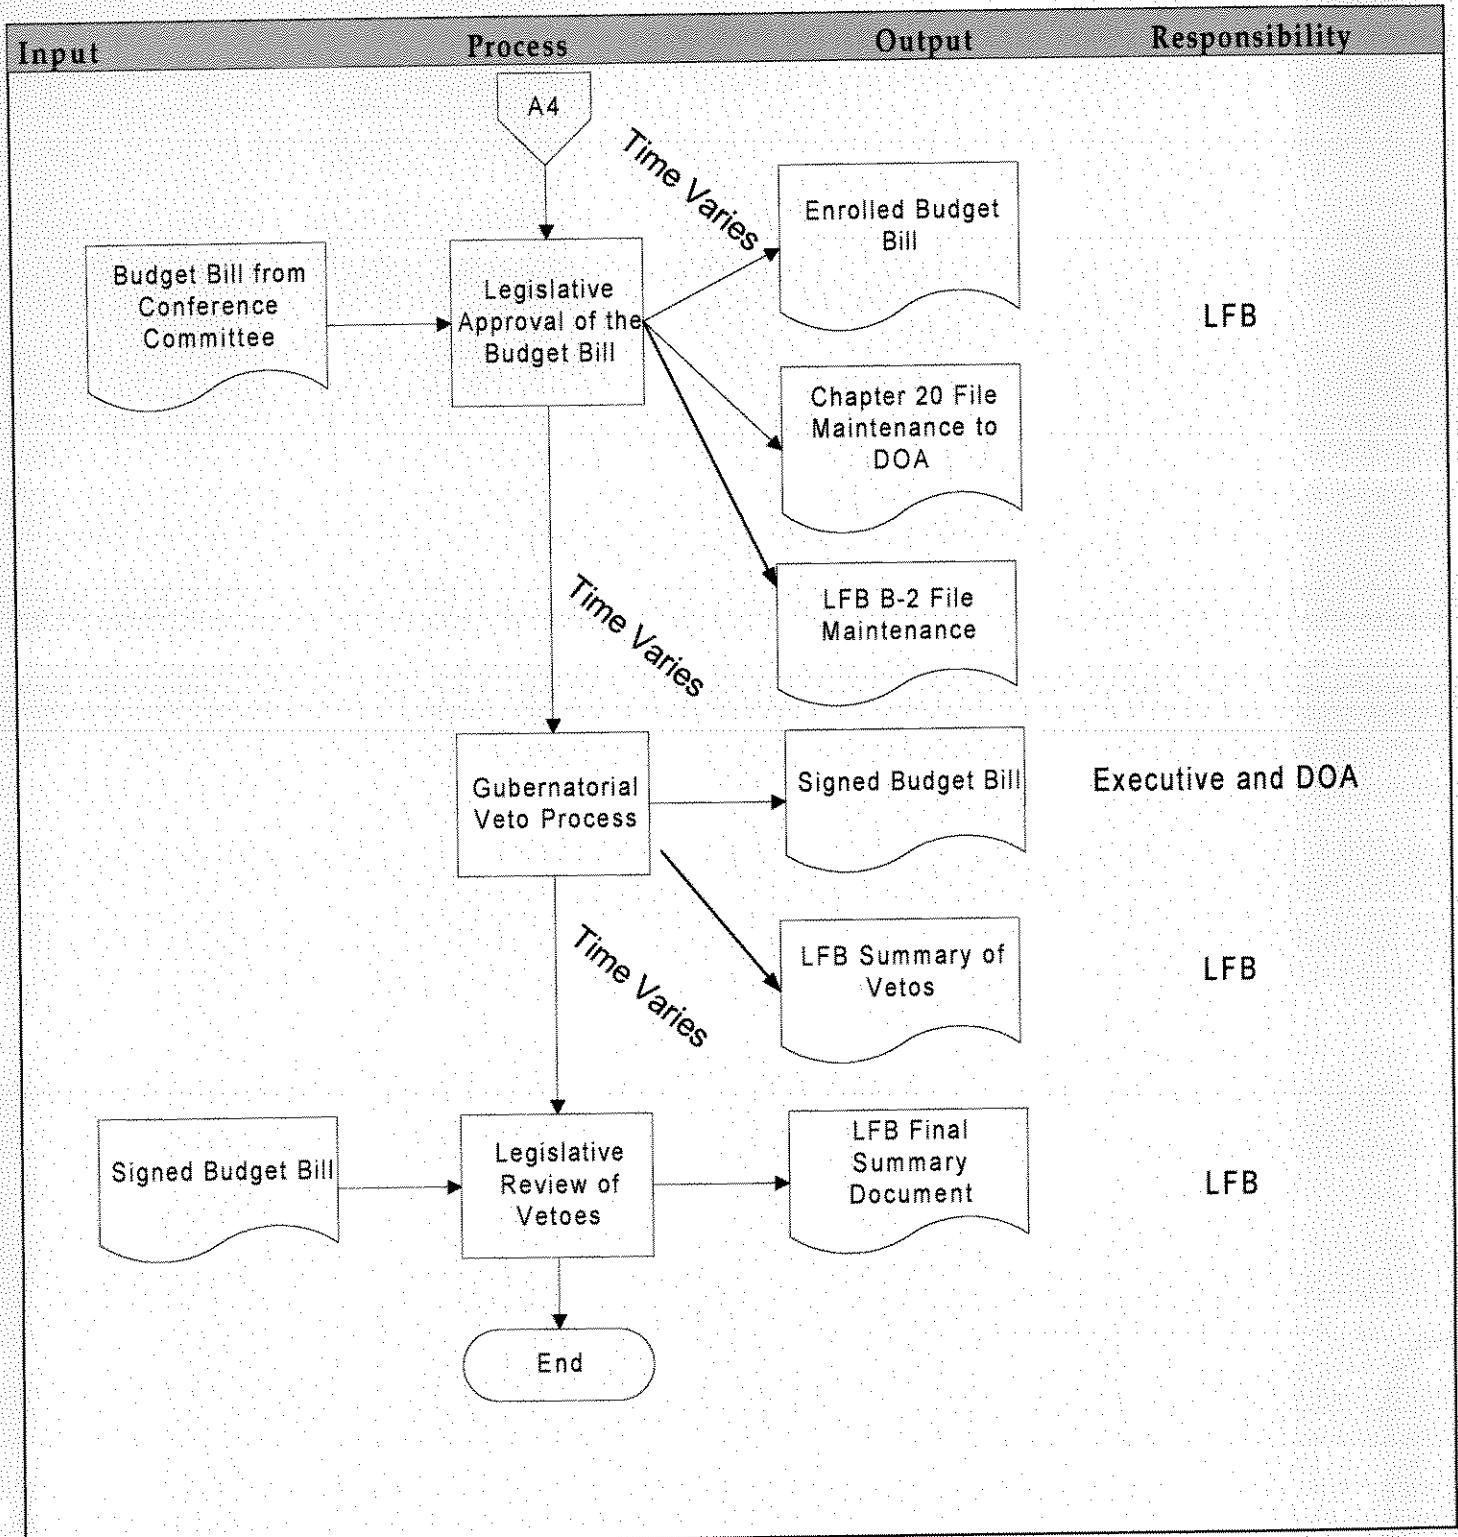 Input Process Output Responsibility
A4
Time Varies
Enrolled Budget
Bill
Budget Bill from
Conference
Committee
Legislative
Approval of the
Budget Bill
LFB
Chapter 20 File
Maintenance to
DOA
LFB B-2 File
Maintenance
Time Varies
Gubernatorial
Veto Process
Signed Budget Bill
Executive and DOA
LFB Summary of
Vetos
LFB
Time Varies
Signed Budget Bill
Legislative
Review of
Vetoes
LFB Final
Summary
Document
LFB
End